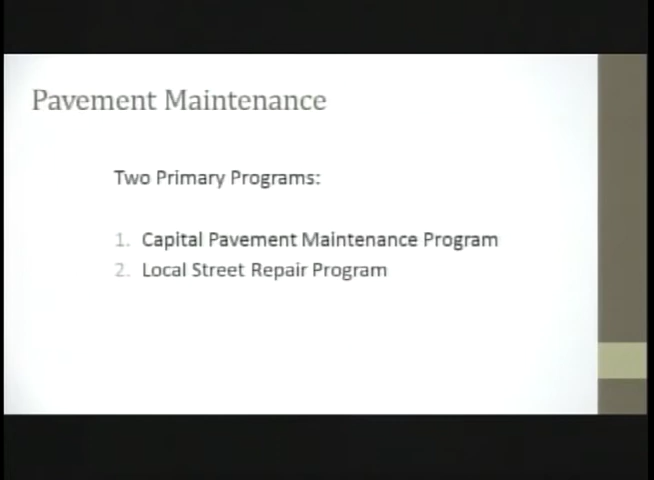 Pavement Maintenance
Two Primary Programs:
1. Capital Pavement Maintenance Program
2. Local Street Repair Program